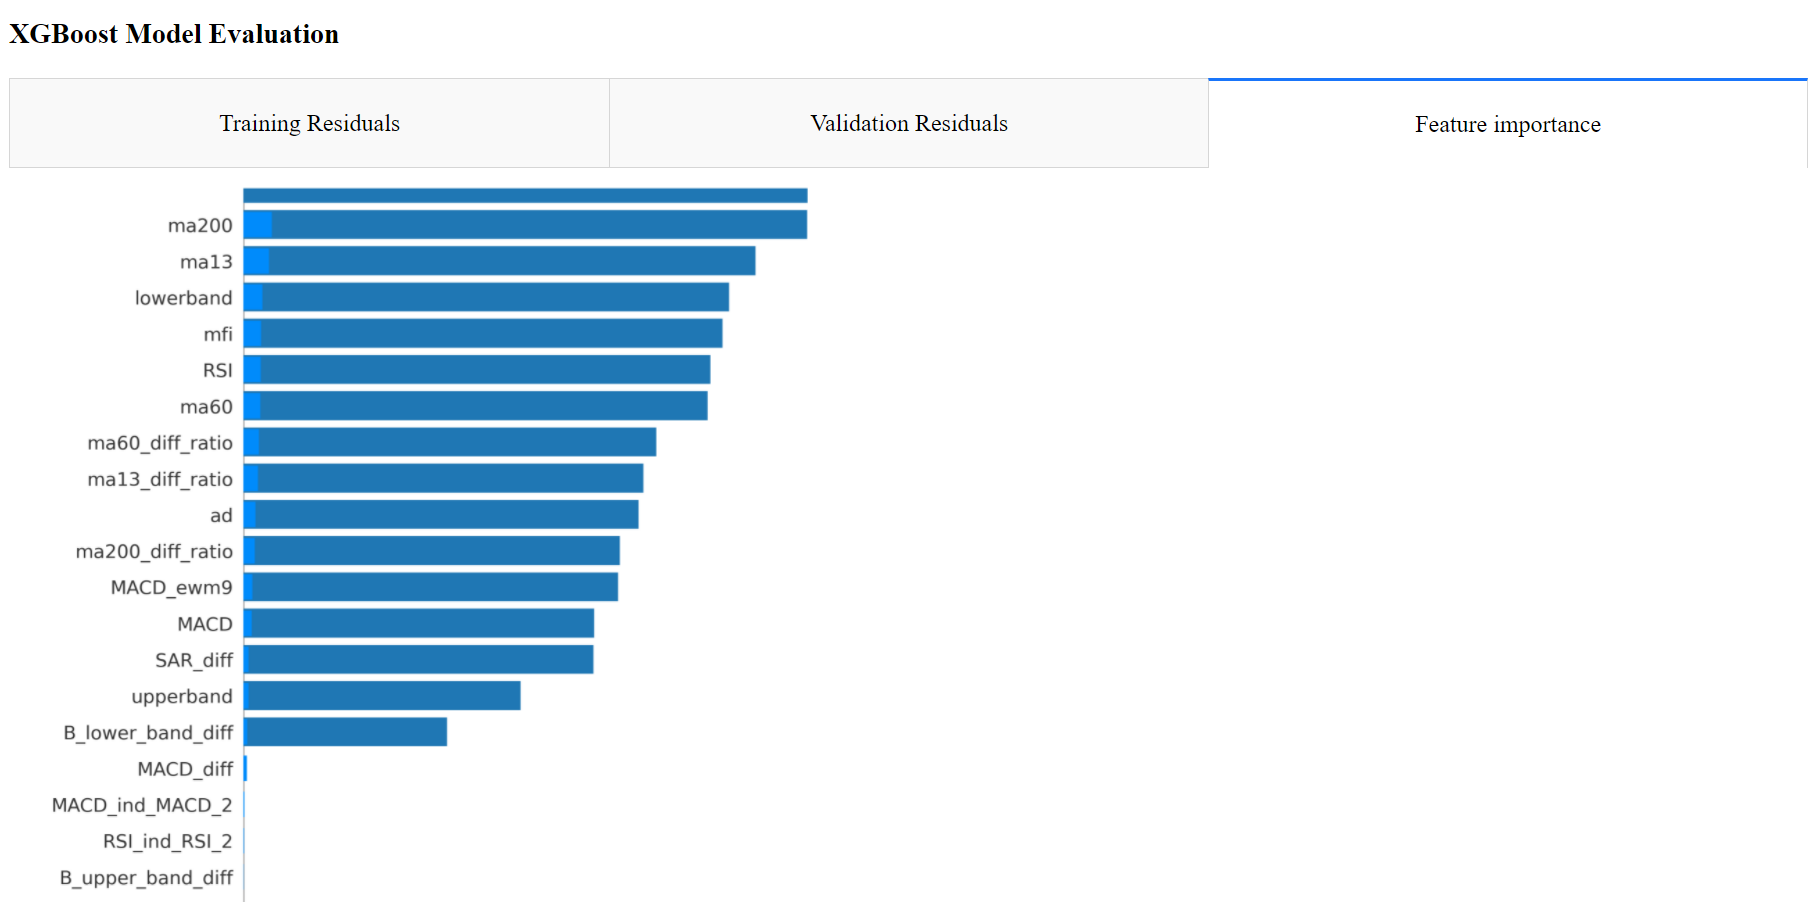 XGBoost Model Evaluation
Training Residuals
Validation Residuals
Feature importance
ma200
ma13
lowerband
mfi
RSI
ma60
ma60_diff_ratio
ma13_diff_ratio
ad
ma200_diff_ratio
MACD_ewm9
MACD
SAR_diff
upperband
B_lower_band_diff
MACD_diff
MACD_ind_MACD_2
RSI_ind_RSI_2
B_upper_band_diff